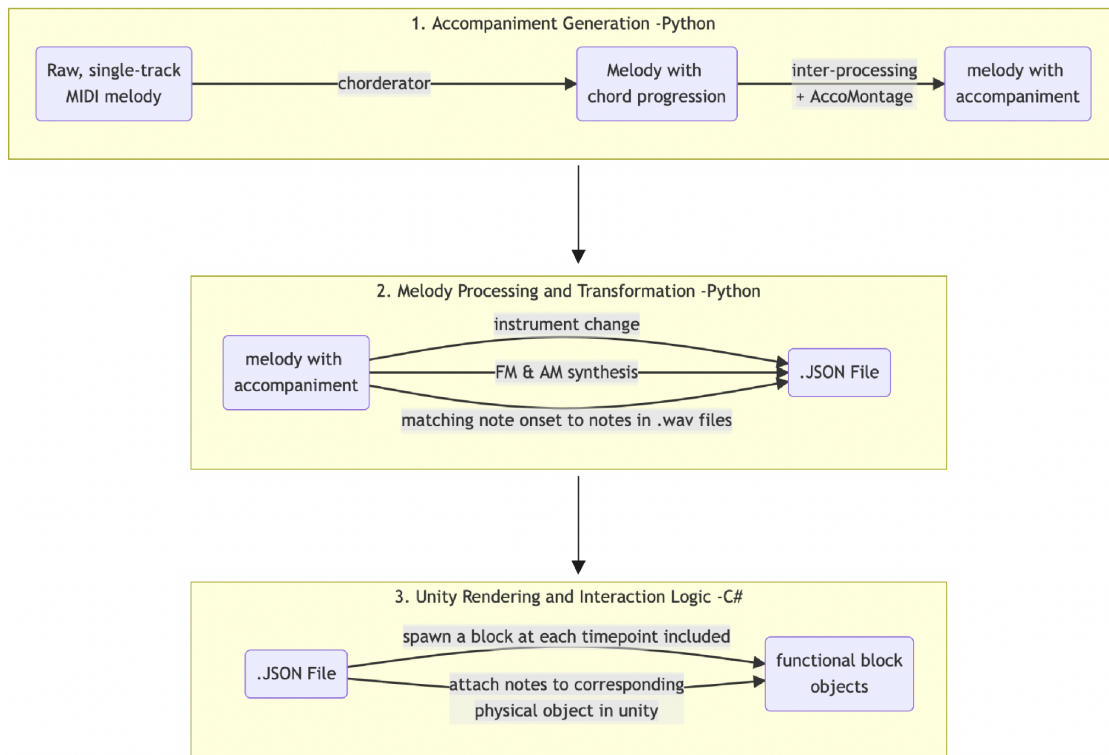 1. Accompaniment Generation -Python
Raw, single-track
MIDI melody
chorderator
Melody with
chord progression
inter-processing
+ AccoMontage
melody with
accompaniment
2. Melody Processing and Transformation -Python
melody with
accompaniment
instrument change
FM & AM synthesis
matching note onset to notes in .wav files
.JSON File
3. Unity Rendering and Interaction Logic -C#
.JSON File
spawn a block at each timepoint included
attach notes to corresponding
physical object in unity
functional block
objects